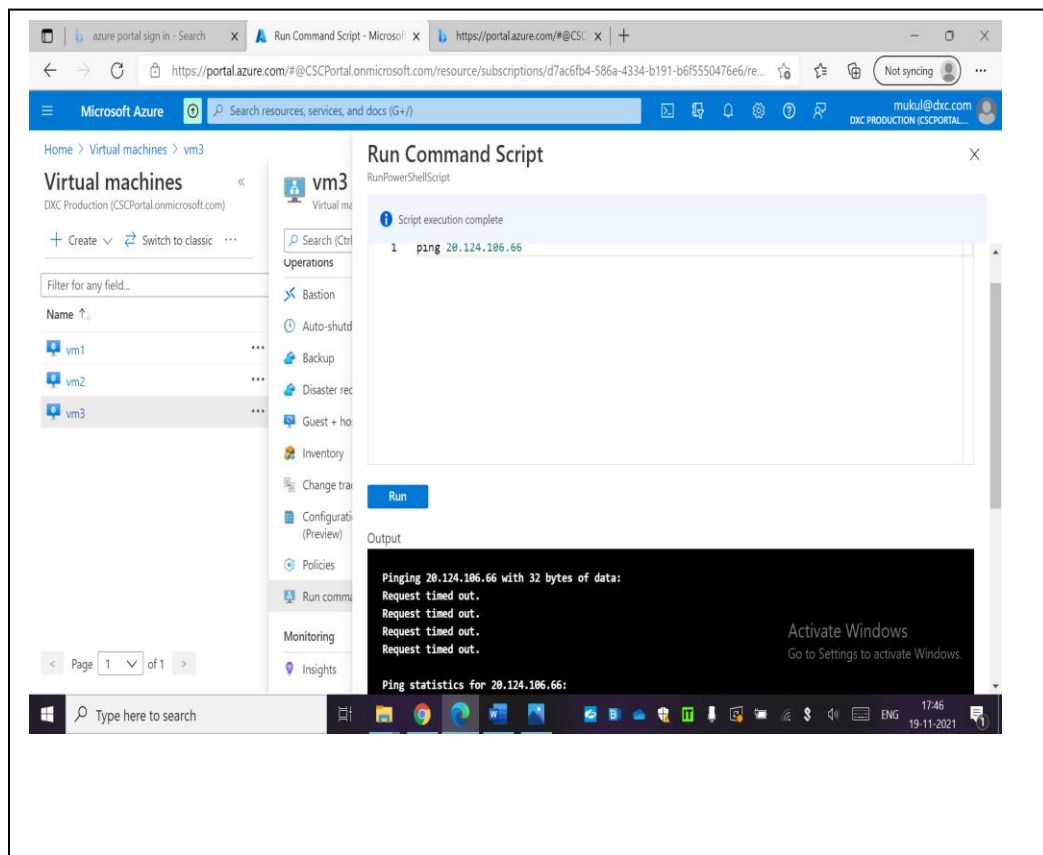 azure portal sign in - Search
Run Command Script - Microsof
https://portal.azure.com/#@CSC
https://portal.azure.com/#@CSCPortal.onmicrosoft.com/resource/subscriptions/d7ac6fb4-586a-4334-b191-b6f5550476e6/re...
Not syncing
Microsoft Azure
Search resources, services, and docs (G+/)
mukul@dxc.com
DXC PRODUCTION (CSCPORTAL....
Home > Virtual machines > vm3
Virtual machines
DXC Production (CSCPortal.onmicrosoft.com)
+ Create
Switch to classic ...
Filter for any field...
Name ↑
vm1 ...
vm2 ...
vm3 ...
< Page 1 of 1 >
vm3
Virtual ma
Search (Ctrl
Operations
Bastion
Auto-shutd
Backup
Disaster rec
Guest + ho
Inventory
Change tra
Configurati
(Preview)
Policies
Run comma
Monitoring
Insights
Run Command Script
RunPowerShellScript
Script execution complete
1 ping 20.124.106.66
Run
Output
Pinging 20.124.106.66 with 32 bytes of data:
Request timed out.
Request timed out.
Request timed out.
Request timed out.
Ping statistics for 20.124.106.66:
Activate Windows
Go to Settings to activate Windows.
Type here to search
ENG
17:46
19-11-2021